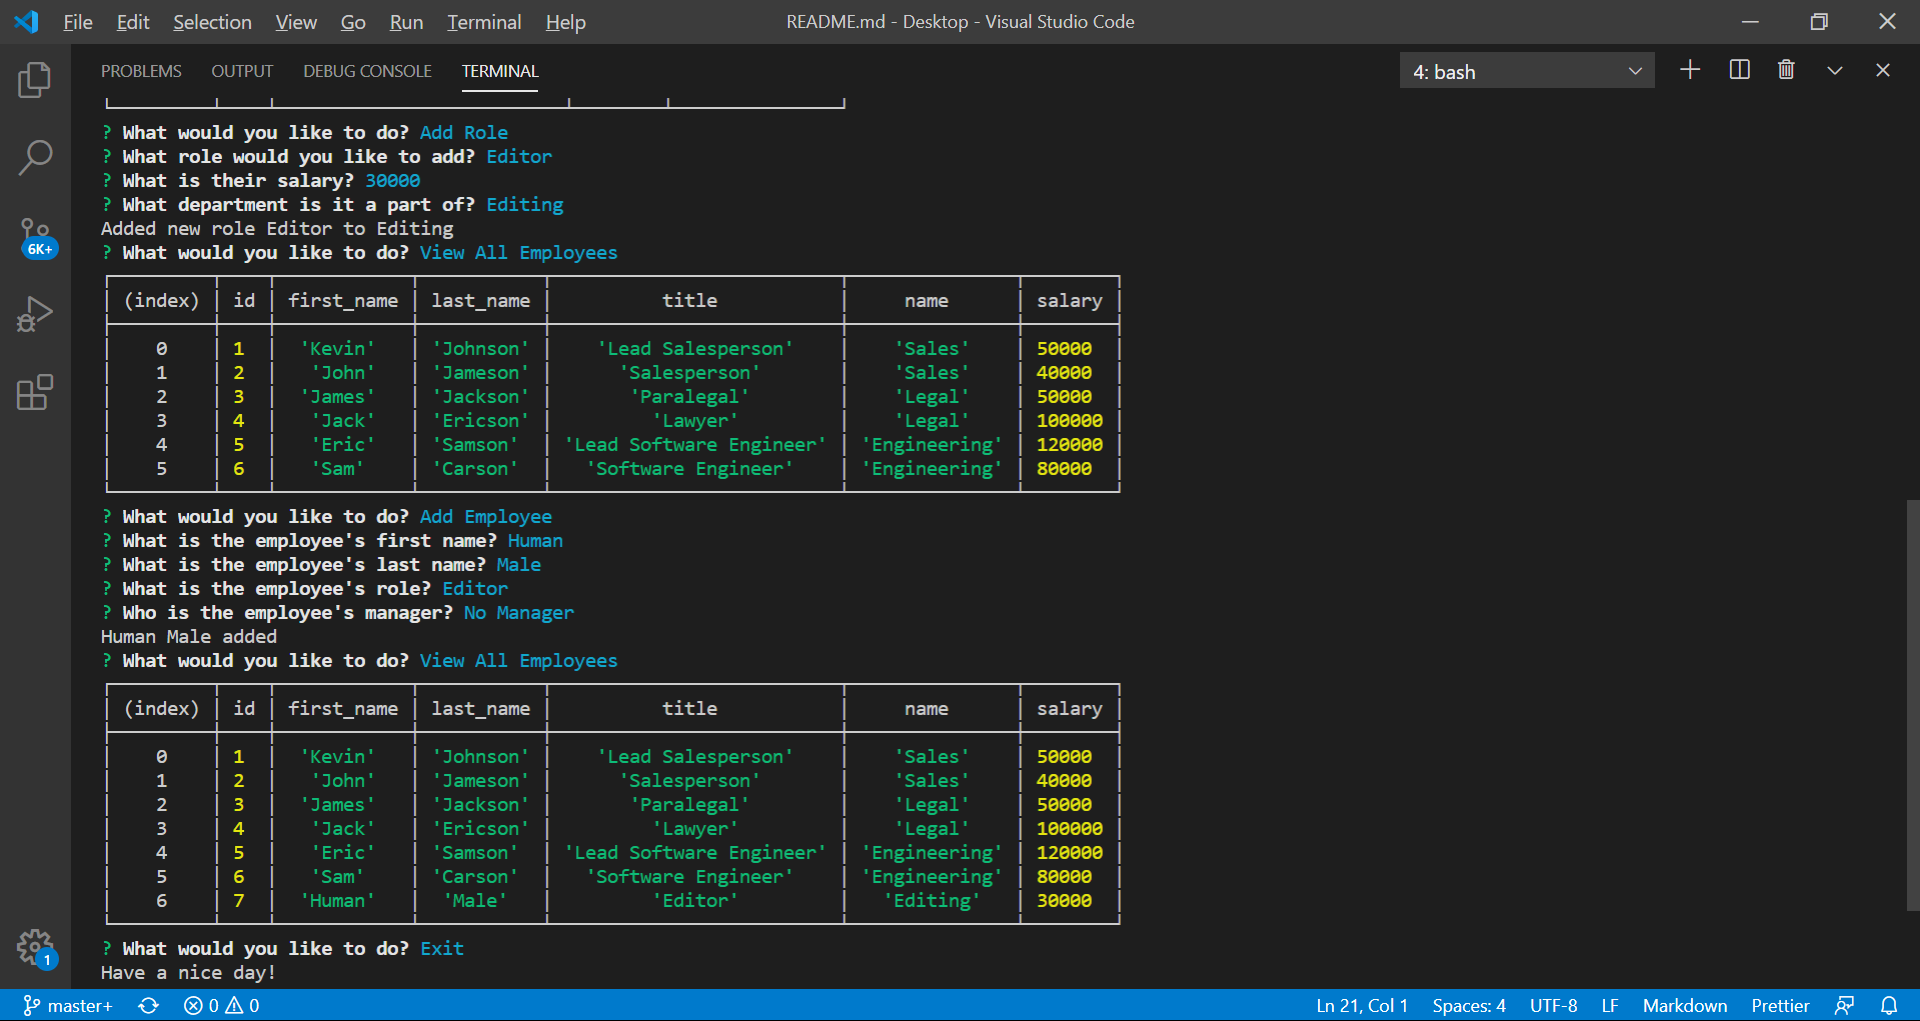 File Edit Selection View Go Run Terminal Help README.md - Desktop - Visual Studio Code
PROBLEMS OUTPUT DEBUG CONSOLE TERMINAL 4: bash
? What would you like to do? Add Role
? What role would you like to add? Editor
? What is their salary? 30000
? What department is it a part of? Editing
Added new role Editor to Editing
6K+
? What would you like to do? View All Employees
(index) id first_name last_name title name salary
0 1 'Kevin' 'Johnson' 'Lead Salesperson' 'Sales' 50000
1 2 'John' 'Jameson' 'Salesperson' 'Sales' 40000
2 3 'James' 'Jackson' 'Paralegal' 'Legal' 50000
3 4 'Jack' 'Ericson' 'Lawyer' 'Legal' 100000
4 5 'Eric' 'Samson' 'Lead Software Engineer' 'Engineering' 120000
5 6 'Sam' 'Carson' 'Software Engineer' 'Engineering' 80000
? What would you like to do? Add Employee
? What is the employee's first name? Human
? What is the employee's last name? Male
? What is the employee's role? Editor
? Who is the employee's manager? No Manager
Human Male added
? What would you like to do? View All Employees
(index) id first_name last_name title name salary
0 1 'Kevin' 'Johnson' 'Lead Salesperson' 'Sales' 50000
1 2 'John' 'Jameson' 'Salesperson' 'Sales' 40000
2 3 'James' 'Jackson' 'Paralegal' 'Legal' 50000
3 4 'Jack' 'Ericson' 'Lawyer' 'Legal' 100000
4 5 'Eric' 'Samson' 'Lead Software Engineer' 'Engineering' 120000
5 6 'Sam' 'Carson' 'Software Engineer' 'Engineering' 80000
6 7 'Human' 'Male' 'Editor' 'Editing' 30000
? What would you like to do? Exit
1
Have a nice day!
master+ 0 0 Ln 21, Col 1 Spaces: 4 UTF-8 LF Markdown Prettier